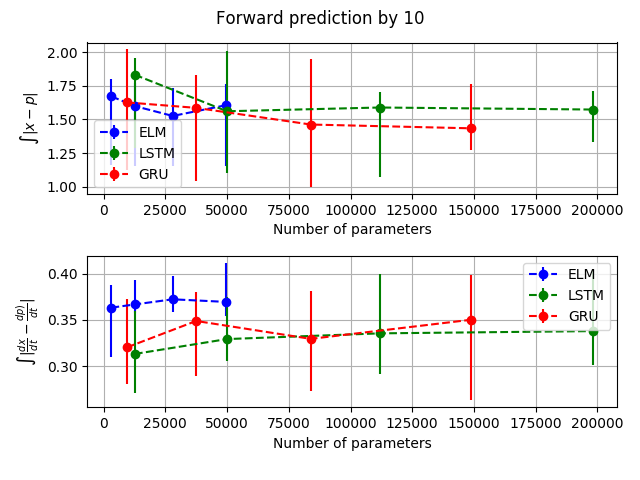 Forward prediction by 10
2.00
1.75
1.50
1.25
1.00
∫|x − p|
ELM
LSTM
GRU
0 25000 50000 75000 100000 125000 150000 175000 200000
Number of parameters
0.40
0.35
0.30
∫|dx/dt − dp)/dt|
ELM
LSTM
GRU
0 25000 50000 75000 100000 125000 150000 175000 200000
Number of parameters